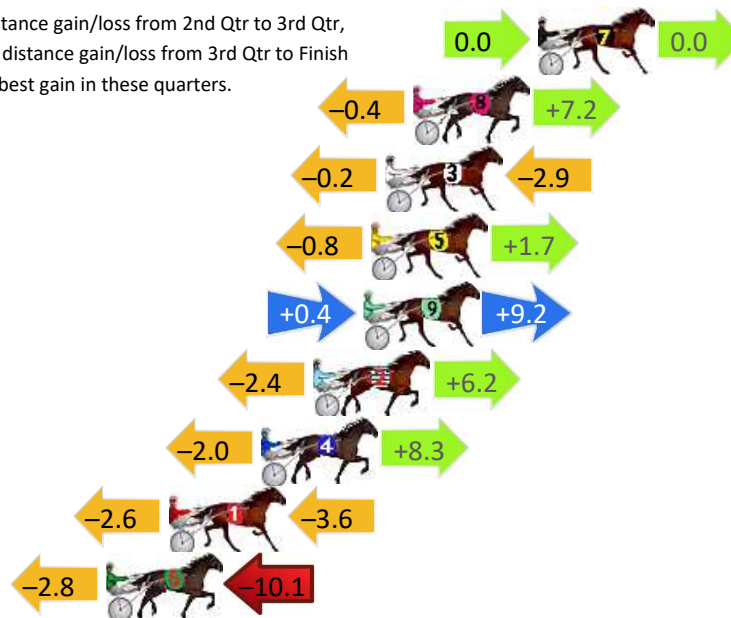 tance gain/loss from 2nd Qtr to 3rd Qtr,
distance gain/loss from 3rd Qtr to Finish
best gain in these quarters.
0.0 7 0.0
–0.4 8 +7.2
–0.2 3 –2.9
–0.8 5 +1.7
+0.4 9 +9.2
–2.4 2 +6.2
–2.0 4 +8.3
–2.6 1 –3.6
–2.8 6 –10.1